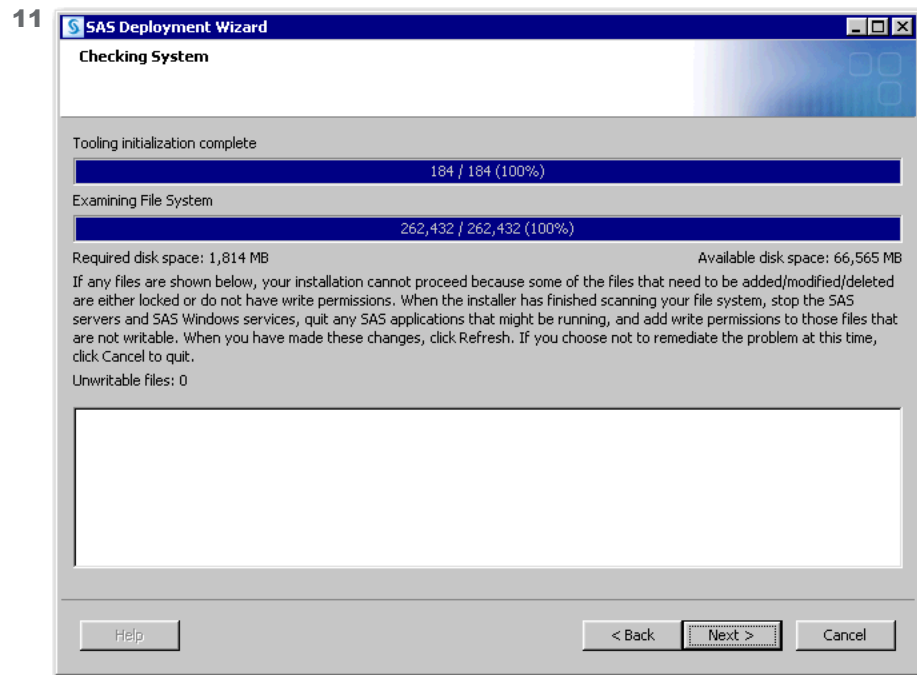 11
SAS Deployment Wizard
Checking System
Tooling initialization complete
184 / 184 (100%)
Examining File System
262,432 / 262,432 (100%)
Required disk space: 1,814 MB
Available disk space: 66,565 MB
If any files are shown below, your installation cannot proceed because some of the files that need to be added/modified/deleted
are either locked or do not have write permissions. When the installer has finished scanning your file system, stop the SAS
servers and SAS Windows services, quit any SAS applications that might be running, and add write permissions to those files that
are not writable. When you have made these changes, click Refresh. If you choose not to remediate the problem at this time,
click Cancel to quit.
Unwritable files: 0
Help
< Back
Next >
Cancel